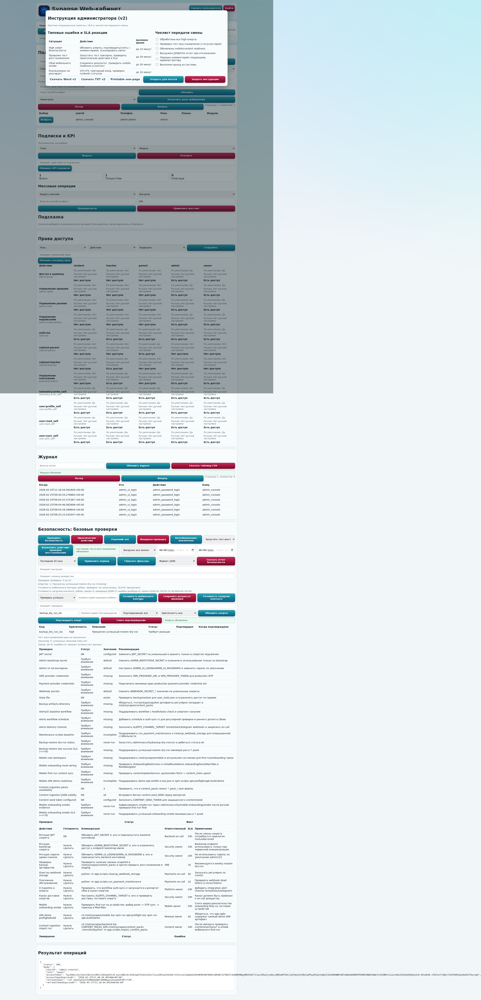 Synapse Web-кабинет
Сменить пользователя
Выйти
Инструкция администратора (v2)
Краткая операционная памятка с SLA и чеклистом передачи смены.
Типовые ошибки и SLA реакции
Ситуация Действие Целевое время
High алерт безопасности Обновить алерты, подтвердить/снять с комментарием, эскалировать owner до 15 минут
Провален тест восстановления Запустить тест повторно, проверить практические действия и SLA до 30 минут
Сбой мобильного smoke Сохранить результат, проверить mobile readiness и контент до 30 минут
Кнопка/экран не реагирует Ctrl+F5, повторный вход, проверка runbook-статусов до 10 минут
Чеклист передачи смены
Обработаны все high-алерты
Проверен тест восстановления (статус/история)
Обновлены mobile/content readiness
Выгружен JSON/CSV отчет при отклонениях
Передан комментарий следующему администратору
Выполнен выход из системы
Скачать Word v2 Скачать TXT v2 Printable one-page Открыть для печати Закрыть инструкцию
Ожидает действий по пользователям
Поиск userId/телефон Обновить
Новая роль Назначить роль выбранному
Назад Вперед Страница 1, элементов: 1
Выбор userId Телефон Роль Планы Модули
Выбрать admin_console admin:admin owner - -
Подписки и KPI
Пользователь не выбран
План Модуль
Выдать Отозвать
Ожидает действий по подпискам
Обновить KPI подписок
1 1 0
Всего Только free Платные
Массовые операции
Выдать массово Все роли
Фильтр (userId/телефон) 200
Предпросмотр Применить массово
Подсказка
Сначала выберите пользователя во вкладке Пользователи, затем вернитесь в Подписки.
Права доступа
Роль Действие Разрешить Сохранить
Ожидает изменений прав
Обновить матрицу прав
Действие student teacher parent admin owner
По умолчанию: Нет По умолчанию: Нет По умолчанию: Нет По умолчанию: Да По умолчанию: Да
Доступ в админку admin:panel Ручная: Нет ручной настройки Ручная: Нет ручной настройки Ручная: Нет ручной настройки Ручная: Нет ручной настройки Ручная: Нет ручной настройки
Нет доступа Нет доступа Нет доступа Есть доступ Есть доступ
По умолчанию: Нет По умолчанию: Нет По умолчанию: Нет По умолчанию: Да По умолчанию: Да
Управление правами admin:rights Ручная: Нет ручной настройки Ручная: Нет ручной настройки Ручная: Нет ручной настройки Ручная: Нет ручной настройки Ручная: Нет ручной настройки
Нет доступа Нет доступа Нет доступа Есть доступ Есть доступ
По умолчанию: Нет По умолчанию: Нет По умолчанию: Нет По умолчанию: Да По умолчанию: Да
Управление ролями admin:roles Ручная: Нет ручной настройки Ручная: Нет ручной настройки Ручная: Нет ручной настройки Ручная: Нет ручной настройки Ручная: Нет ручной настройки
Нет доступа Нет доступа Нет доступа Есть доступ Есть доступ
По умолчанию: Нет По умолчанию: Нет По умолчанию: Нет По умолчанию: Да По умолчанию: Да
Управление подписками admin:subscriptions Ручная: Нет ручной настройки Ручная: Нет ручной настройки Ручная: Нет ручной настройки Ручная: Нет ручной настройки Ручная: Нет ручной настройки
Нет доступа Нет доступа Нет доступа Есть доступ Есть доступ
По умолчанию: Да По умолчанию: Да По умолчанию: Да По умолчанию: Да По умолчанию: Да
auth:me auth:me Ручная: Нет ручной настройки Ручная: Нет ручной настройки Ручная: Нет ручной настройки Ручная: Нет ручной настройки Ручная: Нет ручной настройки
Есть доступ Есть доступ Есть доступ Есть доступ Есть доступ
По умолчанию: Нет По умолчанию: Нет По умолчанию: Да По умолчанию: Нет По умолчанию: Нет
cabinet:parent cabinet:parent Ручная: Нет ручной настройки Ручная: Нет ручной настройки Ручная: Нет ручной настройки Ручная: Нет ручной настройки Ручная: Нет ручной настройки
Нет доступа Нет доступа Есть доступ Нет доступа Нет доступа
По умолчанию: Нет По умолчанию: Да По умолчанию: Нет По умолчанию: Нет По умолчанию: Нет
cabinet:teacher cabinet:teacher Ручная: Нет ручной настройки Ручная: Нет ручной настройки Ручная: Нет ручной настройки Ручная: Нет ручной настройки Ручная: Нет ручной настройки
Нет доступа Есть доступ Нет доступа Нет доступа Нет доступа
По умолчанию: Нет По умолчанию: Да По умолчанию: Нет По умолчанию: Да По умолчанию: Да
Управление платежами payments:admin Ручная: Нет ручной настройки Ручная: Нет ручной настройки Ручная: Нет ручной настройки Ручная: Нет ручной настройки Ручная: Нет ручной настройки
Нет доступа Есть доступ Нет доступа Есть доступ Есть доступ
По умолчанию: Да По умолчанию: Да По умолчанию: Да По умолчанию: Да По умолчанию: Да
telemetry:write_self telemetry:write_self Ручная: Нет ручной настройки Ручная: Нет ручной настройки Ручная: Нет ручной настройки Ручная: Нет ручной настройки Ручная: Нет ручной настройки
Есть доступ Есть доступ Есть доступ Есть доступ Есть доступ
По умолчанию: Да По умолчанию: Да По умолчанию: Да По умолчанию: Да По умолчанию: Да
user:profile_self user:profile_self Ручная: Нет ручной настройки Ручная: Нет ручной настройки Ручная: Нет ручной настройки Ручная: Нет ручной настройки Ручная: Нет ручной настройки
Есть доступ Есть доступ Есть доступ Есть доступ Есть доступ
По умолчанию: Да По умолчанию: Да По умолчанию: Да По умолчанию: Да По умолчанию: Да
user:read_self user:read_self Ручная: Нет ручной настройки Ручная: Нет ручной настройки Ручная: Нет ручной настройки Ручная: Нет ручной настройки Ручная: Нет ручной настройки
Есть доступ Есть доступ Есть доступ Есть доступ Есть доступ
По умолчанию: Да По умолчанию: Да По умолчанию: Да По умолчанию: Да По умолчанию: Да
user:sync_self user:sync_self Ручная: Нет ручной настройки Ручная: Нет ручной настройки Ручная: Нет ручной настройки Ручная: Нет ручной настройки Ручная: Нет ручной настройки
Есть доступ Есть доступ Есть доступ Есть доступ Есть доступ
Журнал
Фильтр action Обновить журнал Скачать таблицу CSV
Журнал обновлен
Назад Вперед Страница 1, элементов: 6
Когда Кто Действие Кому
2026-02-25T11:18:44.091600+00:00 admin_ui_login admin_password_login admin_console
2026-02-25T09:30:54.276864+00:00 admin_ui_login admin_password_login admin_console
2026-02-25T09:04:52.475367+00:00 admin_ui_login admin_password_login admin_console
2026-02-25T09:04:46.082806+00:00 admin_ui_login admin_password_login admin_console
2026-02-25T08:54:29.389644+00:00 admin_ui_login admin_password_login admin_console
2026-02-25T08:25:23.033447+00:00 admin_ui_login admin_password_login admin_console
Безопасность: базовые проверки
Проверить безопасность Практические действия Утренний чек Инцидент-проверка Автообновление: выключено Запустить тест восст
Выполнить действие проверки восстановления Состояние теста восстановления обновлено Выгрузка: все записи mm/dd/yyyy, --:-- -- mm/dd/yyyy, --:-- --
Последние 24 часа Применить период Сбросить фильтры Формат: JSON Скачать отчет безопасности
Ожидает выгрузки
Ожидает команд дежурства
Проверок пройдено: 5 из 23
Алертов: 1 | Просрочен успешный restore dry-run (missing)
Готовность мобильного контура: yellow, проверка: не запускалась, SLA7d: просрочено
Готовность загрузки контента: yellow, паков=3, валидных JSON=3, ошибок разбора=0, latest=2026-02-19T20:15:36.664544+00:00
Проверка: успешно Комментарий проверки мобиль Готовность мобильного контура Сохранить результат проверки Готовность загрузки контента
Ожидает проверки
backup_dry_run_sla Комментарий подтверждения Подтверждение: все Критичность: все Обновить алерты
Подтвердить алерт Снять подтверждение Алерты обновлены
Код Критичность Описание Статус Подтвердил Когда подтверждено
backup_dry_run_sla high Просрочен успешный restore dry-run Требует реакции - -
Тест восстановления еще не запускался
Запусков: 0, успешных запусков пока нет
Тренд: ok=0, ошибок=0, процент успеха=нет данных
Проверка Статус Значение Рекомендация
JWT secret OK configured Заменить JWT_SECRET на уникальный и хранить только в секретах окружения
Admin bootstrap secret Требует внимания default Сменить ADMIN_BOOTSTRAP_SECRET и ограничить использование только на bootstrap
Admin UI логин/пароль Требует внимания default Настроить ADMIN_UI_LOGIN/ADMIN_UI_PASSWORD и заменить пароль по умолчанию
SMS provider credentials Требует внимания missing Заполнить SMS_PROVIDER_URL и SMS_PROVIDER_TOKEN для production OTP
Payment provider credentials Требует внимания missing Подключить минимум один production payment provider credential set
Webhook secrets Требует внимания default Сменить WEBHOOK_SECRET_* значения на уникальные секреты
State file OK exists Проверить backup/restore для user_state.json и ограничить доступ по правам
Backup artifacts directory Требует внимания missing Убедиться, что backup/snapshot артефакты регулярно попадают в /root/synapse/content_packs
Alerts/CI baseline workflow Требует внимания missing Поддерживать workflow с health/tests check и алертинг каналом
Alerts workflow schedule Требует внимания missing Добавить schedule в auth-sync-ci для регулярной проверки и раннего детекта сбоев
Alerts delivery channel Требует внимания missing Заполнить ALERTS_CHANNEL_TARGET (email/slack/telegram webhook) и закрепить on-call
Maintenance scripts baseline Требует внимания incomplete Поддерживать run_payment_maintenance и cleanup_webhook_storage для операционной стабильности
Backup restore dry-run status Требует внимания never-run Запустить /admin/security/backup-dry-run/run и добиться статуса ok
Backup restore last success SLA (<=7d) Требует внимания missing Поддерживать успешный restore dry-run минимум раз в 7 дней
Mobile root workspace Требует внимания missing Поддерживать /root/synapse/mobile в актуальном состоянии для first-run/onboarding трека
Mobile onboarding route wiring Требует внимания missing Проверить OnboardingRoleScreen и initialRouteName onboardingDone/MainTabs в RootNavigator
Mobile first-run content sync Требует внимания missing Проверить contentUpdateService: packs/index fetch + content_meta upsert
Mobile APK demo readiness Требует внимания incomplete Поддерживать demo-apk profile в eas.json и npm scripts apk:preflight/apk:build:demo
Content ingestion packs availability OK 3 Проверить, что в content_packs лежат *_pack_*.json файлы
Content ingestion JSON validity OK ok Исправить битые content pack JSON перед импортом
Content seed token configured OK configured Заполнить CONTENT_SEED_TOKEN для защищенного /content/seed
Mobile onboarding smoke evidence Требует внимания never-run Зафиксировать smoke-run через /admin/security/mobile-onboarding/smoke после ручной проверки first-run flow
Mobile onboarding smoke SLA (<=7d) Требует внимания never-run Поддерживать успешный onboarding smoke минимум раз в 7 дней
Проверка Статус Факт
Действие Готовность Команда/шаг Ответственный SLA Примечание
Ротация JWT секрета OK Обновить JWT_SECRET в .env и перезапустить backend контейнер Backend on-call 24h После смены секрета потребуется перелогин пользователей
Ротация bootstrap секрета Нужно сделать Обновить ADMIN_BOOTSTRAP_SECRET в .env и ограничить доступ к endpoint bootstrap-owner Security owner 24h Bootstrap endpoint использовать только при первичной инициализации
Ротация пароля админ-панели Нужно сделать Обновить ADMIN_UI_LOGIN/ADMIN_UI_PASSWORD в .env и перезапустить backend контейнер Security owner 24h Не использовать пароль по умолчанию admin123
Проверка backup-артефактов Нужно сделать Проверить наличие свежих snapshot в /root/synapse/content_packs и протестировать восстановление в staging SRE 7d Рекомендуется weekly restore dry-run
Очистка webhook storage Нужно сделать python -m app.scripts.cleanup_webhook_storage Payments on-call 3d Запускать регулярно по cron/CI
Платежное обслуживание Нужно сделать python -m app.scripts.run_payment_maintenance Payments on-call 1d Проверять webhook dead letters и reconciliation
CI baseline и алерты Нужно сделать Проверить, что workflow auth-sync-ci запускается и репортит сбои в канал алертов Platform owner 24h Добавить integration alert channel (email/slack/telegram)
Канал доставки алертов Нужно сделать Настроить ALERTS_CHANNEL_TARGET в .env и проверить доставку тестового алерта Security owner 24h Канал должен быть привязан к on-call дежурству
Mobile onboarding smoke Нужно сделать Проверить first-run на устройстве: выбор роли -> OTP sync -> переход в MainTabs Mobile owner 24h Снять видео-доказательство onboarding flow на тестовом устройстве
APK demo preflight/build Нужно сделать cd /root/synapse/mobile && npm run apk:preflight && npm run apk:build:demo Release owner 3d Убедиться, что app-apks содержит свежий demo APK артефакт
Content ingestion import run Нужно сделать cd /root/synapse/backend && CONTENT_PACKS_DIR=/root/synapse/content_packs ./venv/bin/python -m app.scripts.import_content_packs Content owner 24h После импорта проверить /content/sections/* и smoke мобильного first-run
Завершено Статус Ошибка
Результат операций
{
"status": 200,
"body": {
"userId": "admin_console",
"role": "owner",
"accessToken":
"accessTokenExpiresAt": "2026-02-25T11:48:44.091466+00:00",
"refreshToken":
"refreshTokenExpiresAt": "2026-03-27T11:18:44.091448+00:00"
}
}